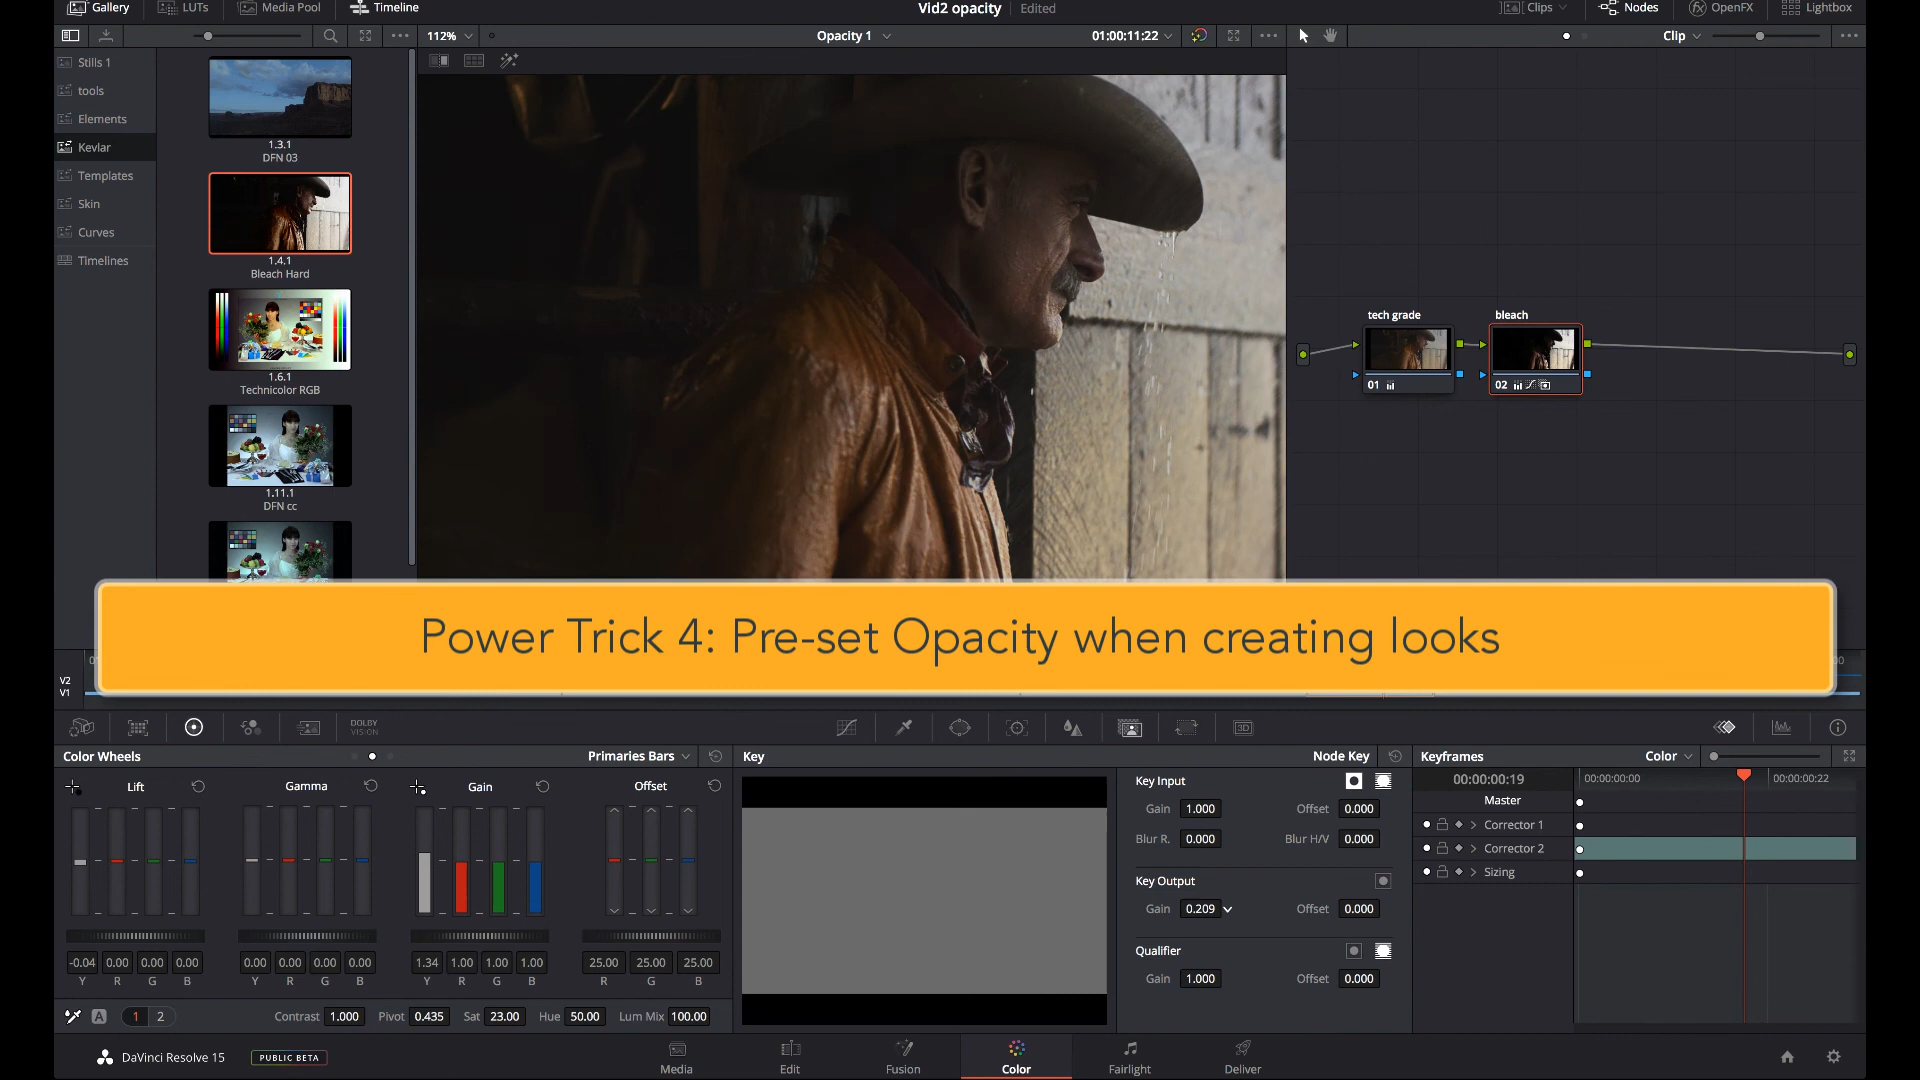 Gallery LUTs Media Pool Timeline Vid2 opacity Edited Clips Nodes OpenFX Lightbox
112% Opacity 1 01:00:11:22 Clip
Stills 1
tools
Elements
Kevlar
Templates
Skin
Curves
Timelines
1.3.1
DFN 03
1.4.1
Bleach Hard
1.6.1
Technicolor RGB
1.11.1
DFN cc
tech grade bleach
01 02
Power Trick 4: Pre-set Opacity when creating looks
V2
V1
DOLBY
VISION
3D
Color Wheels Primaries Bars Key Node Key Keyframes Color
Lift Gamma Gain Offset
Key Input
Gain 1.000 Offset 0.000
Blur R. 0.000 Blur H/V 0.000
Key Output
Gain 0.209 Offset 0.000
Qualifier
Gain 1.000 Offset 0.000
00:00:00:19 00:00:00:00 00:00:00:22
Master
Corrector 1
Corrector 2
Sizing
-0.04 0.00 0.00 0.00 0.00 0.00 0.00 0.00 1.34 1.00 1.00 1.00 25.00 25.00 25.00
Y R G B Y R G B Y R G B R G B
A 1 2 Contrast 1.000 Pivot 0.435 Sat 23.00 Hue 50.00 Lum Mix 100.00
DaVinci Resolve 15 PUBLIC BETA
Media Edit Fusion Color Fairlight Deliver